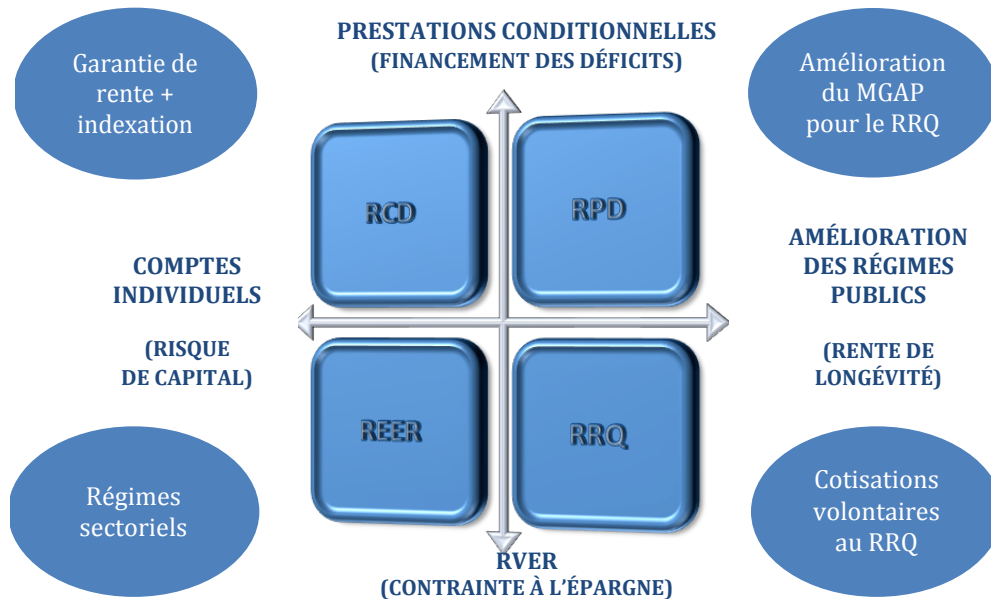 PRESTATIONS CONDITIONNELLES
(FINANCEMENT DES DÉFICITS)
Garantie de
rente +
indexation
Amélioration
du MGAP
pour le RRQ
RCD
RPD
COMPTES
INDIVIDUELS
(RISQUE
DE CAPITAL)
AMÉLIORATION
DES RÉGIMES
PUBLICS
(RENTE DE
LONGÉVITÉ)
REER
RRQ
Régimes
sectoriels
Cotisations
volontaires
au RRQ
RVER
(CONTRAINTE À L’ÉPARGNE)